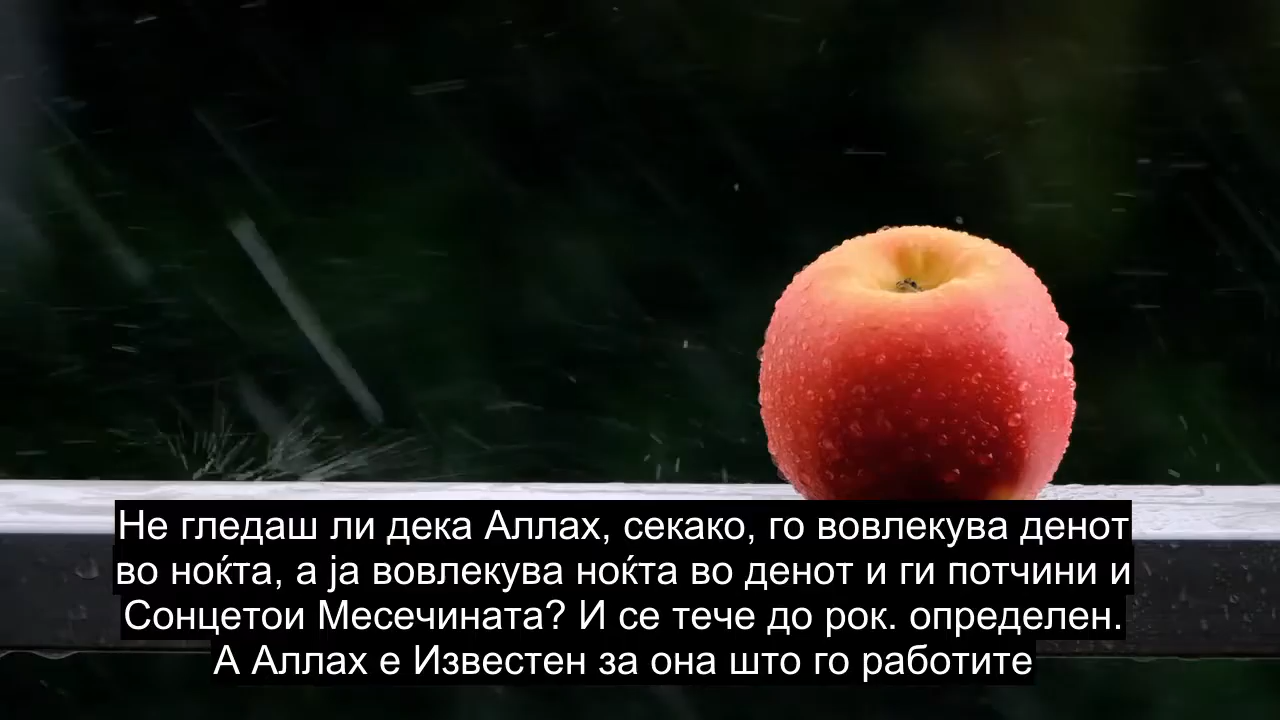 Не гледаш ли дека Аллах, секако, го вовлекува денот
во ноќта, а ја вовлекува ноќта во денот и ги потчини и
Сонцетои Месечината? И се тече до рок. определен.
А Аллах е Известен за она што го работите